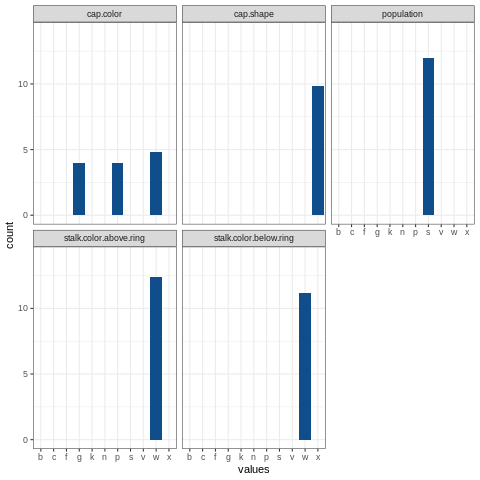 cap.color cap.shape population
10
5
0
b c f g k n p s v w x
stalk.color.above.ring stalk.color.below.ring
10
5
0
b c f g k n p s v w x b c f g k n p s v w x
count
values